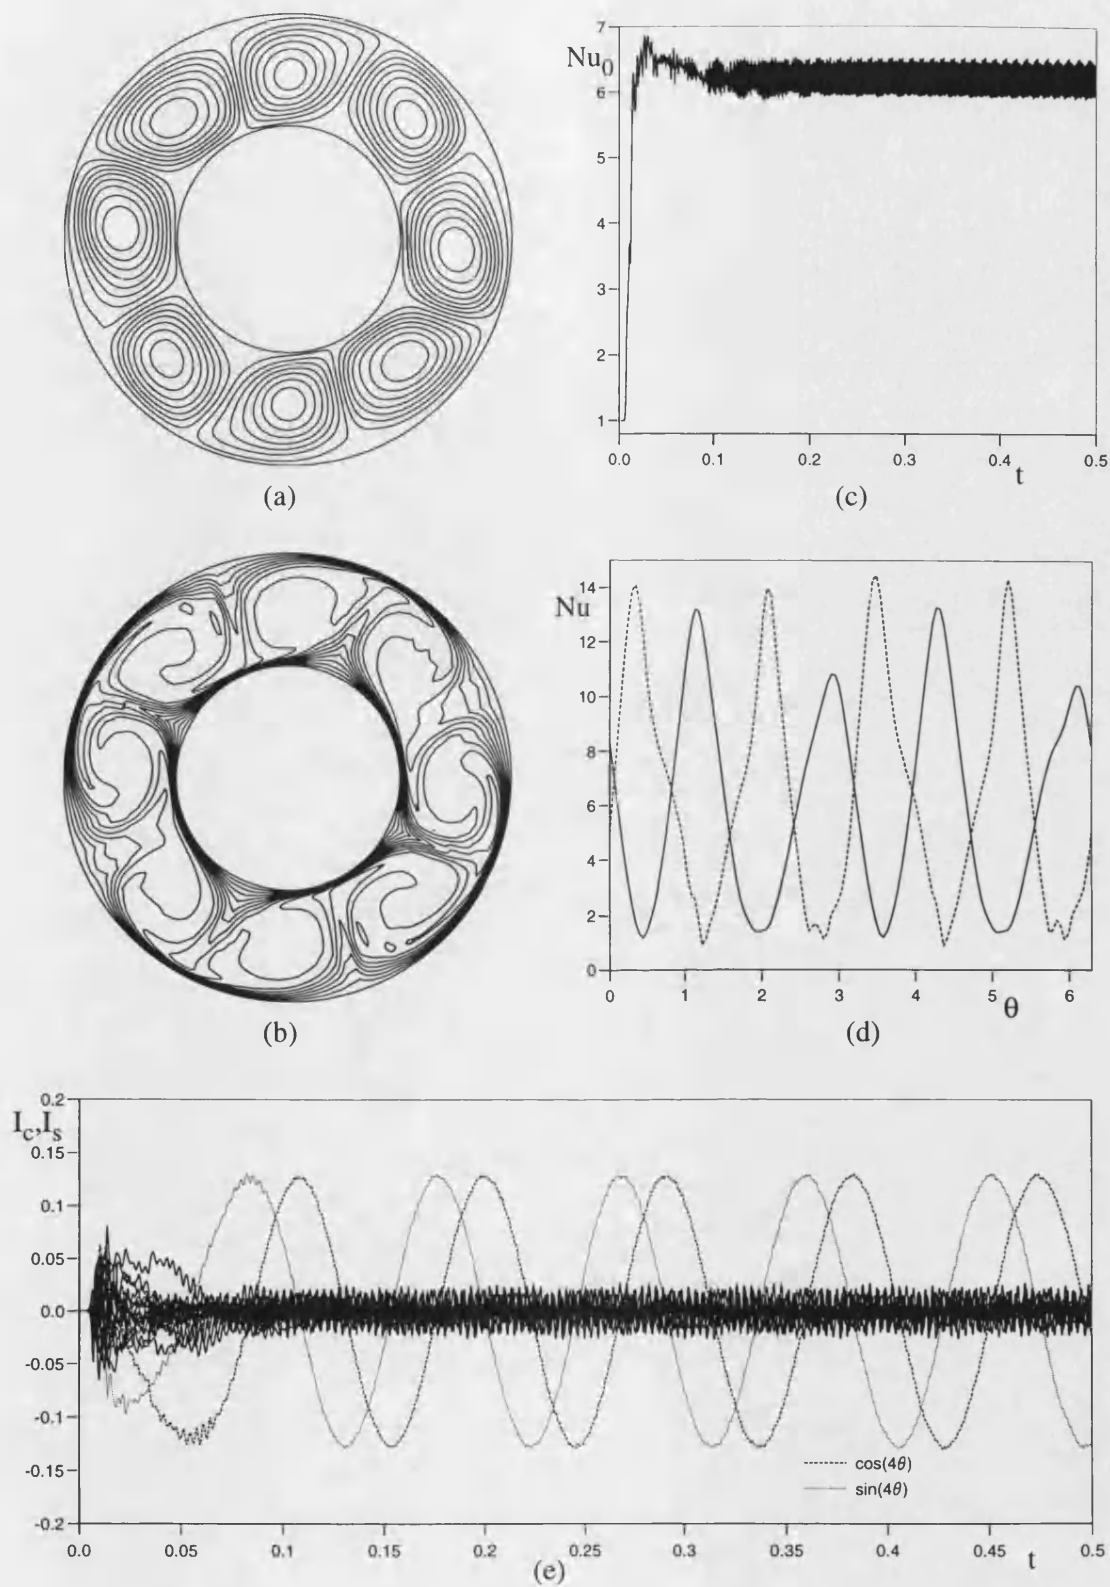 7
Nu₀
6
5
4
3
2
1
0.0 0.1 0.2 0.3 0.4 0.5
t
(a)
(c)
14
Nu
12
10
8
6
4
2
0
0 1 2 3 4 5 6
θ
(b)
(d)
0.2
I_c,I_s
0.15
0.1
0.05
0.0
-0.05
-0.1
-0.15
-0.2
cos(4θ)
sin(4θ)
0.0 0.05 0.1 0.15 0.2 0.25 0.3 0.35 0.4 0.45 t 0.5
(e)